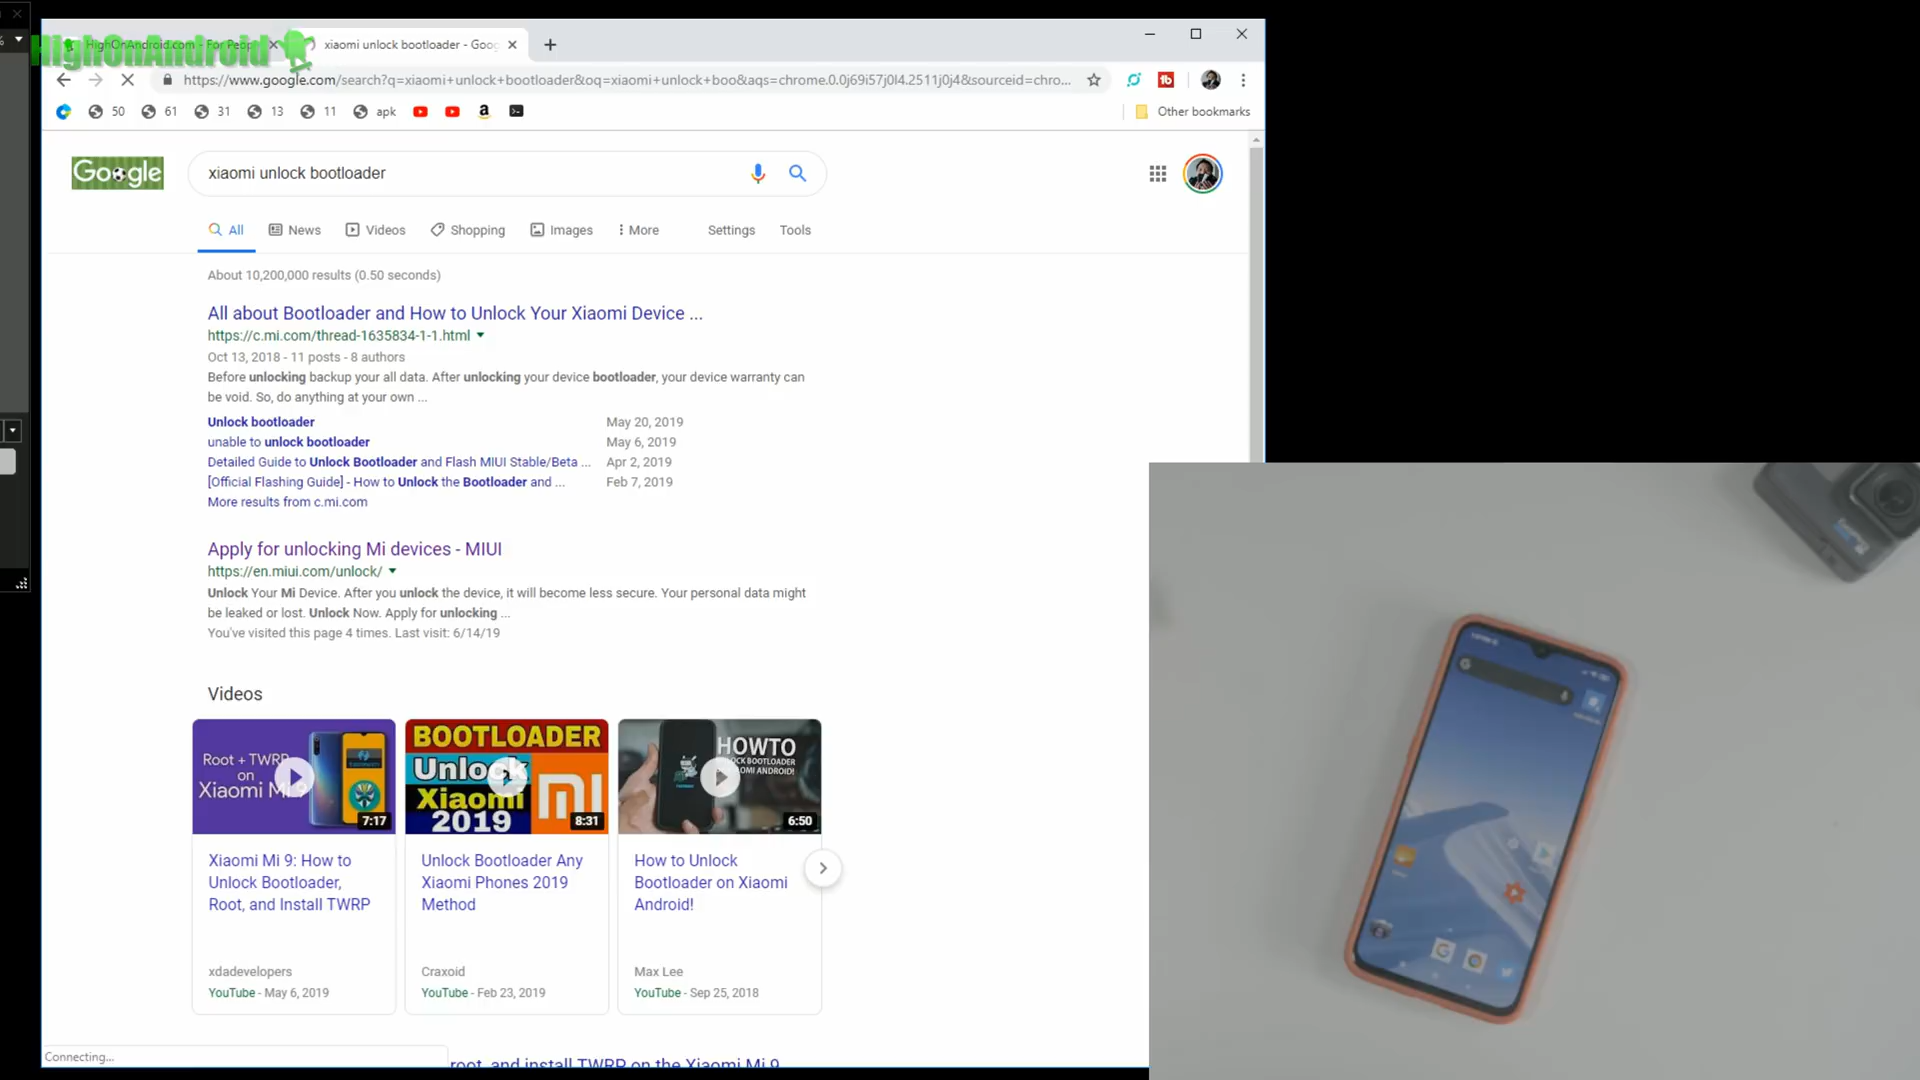 HighOnAndroid
HighOnAndroid.com - For Peop
xiaomi unlock bootloader - Goog
https://www.google.com/search?q=xiaomi+unlock+bootloader&oq=xiaomi+unlock+boo&aqs=chrome.0.0j69i57j0l4.2511j0j4&sourceid=chro...
50 61 31 13 11 apk
Other bookmarks
Google
xiaomi unlock bootloader
All News Videos Shopping Images More Settings Tools
About 10,200,000 results (0.50 seconds)
All about Bootloader and How to Unlock Your Xiaomi Device ...
https://c.mi.com/thread-1635834-1-1.html
Oct 13, 2018 - 11 posts - 8 authors
Before unlocking backup your all data. After unlocking your device bootloader, your device warranty can
be void. So, do anything at your own ...
Unlock bootloader May 20, 2019
unable to unlock bootloader May 6, 2019
Detailed Guide to Unlock Bootloader and Flash MIUI Stable/Beta ... Apr 2, 2019
[Official Flashing Guide] - How to Unlock the Bootloader and ... Feb 7, 2019
More results from c.mi.com
Apply for unlocking Mi devices - MIUI
https://en.miui.com/unlock/
Unlock Your Mi Device. After you unlock the device, it will become less secure. Your personal data might
be leaked or lost. Unlock Now. Apply for unlocking ...
You've visited this page 4 times. Last visit: 6/14/19
Videos
Root + TWRP
on
Xiaomi Mi 9
7:17
BOOTLOADER
Unlock
Xiaomi
2019
8:31
HOWTO
6:50
Xiaomi Mi 9: How to
Unlock Bootloader,
Root, and Install TWRP
xdadevelopers
YouTube - May 6, 2019
Unlock Bootloader Any
Xiaomi Phones 2019
Method
Craxoid
YouTube - Feb 23, 2019
How to Unlock
Bootloader on Xiaomi
Android!
Max Lee
YouTube - Sep 25, 2018
Connecting...
root, and install TWRP on the Xiaomi Mi 9